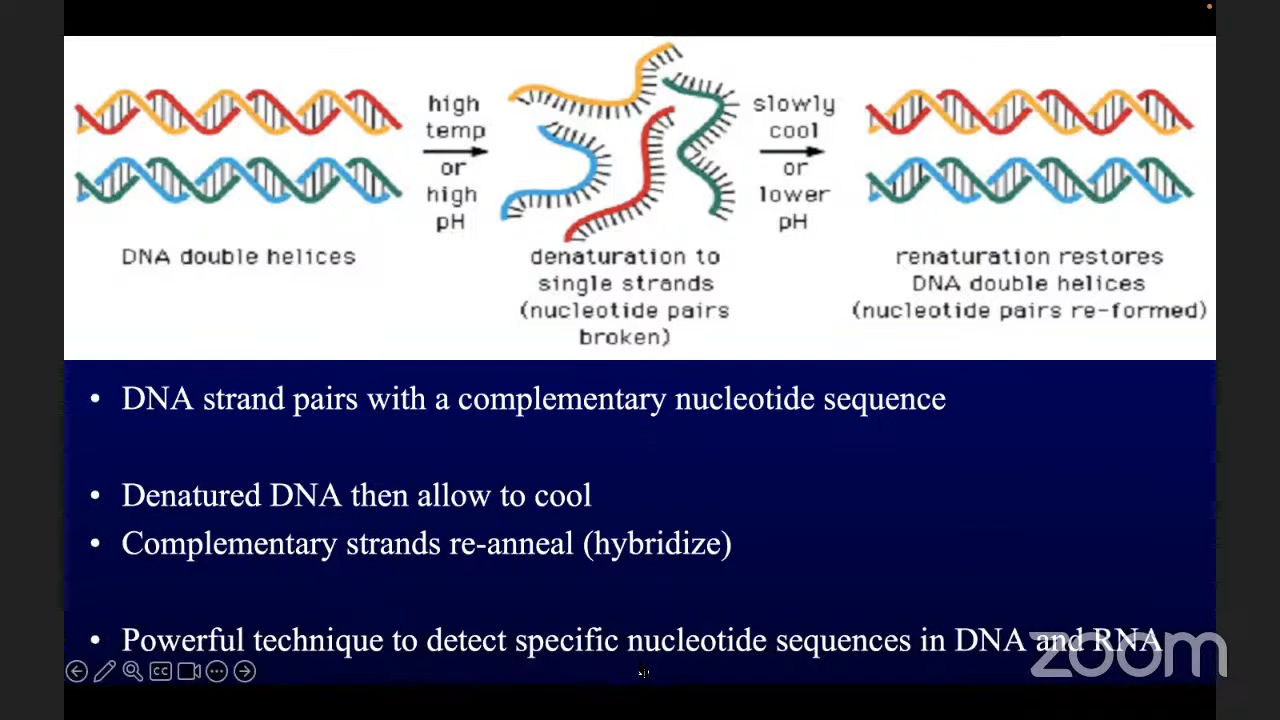 high
temp
or
high
pH
slowly
cool
or
lower
pH
DNA double helices
denaturation to
single strands
(nucleotide pairs
broken)
renaturation restores
DNA double helices
(nucleotide pairs re-formed)
• DNA strand pairs with a complementary nucleotide sequence
• Denatured DNA then allow to cool
• Complementary strands re-anneal (hybridize)
• Powerful technique to detect specific nucleotide sequences in DNA and RNA
CC
zoom